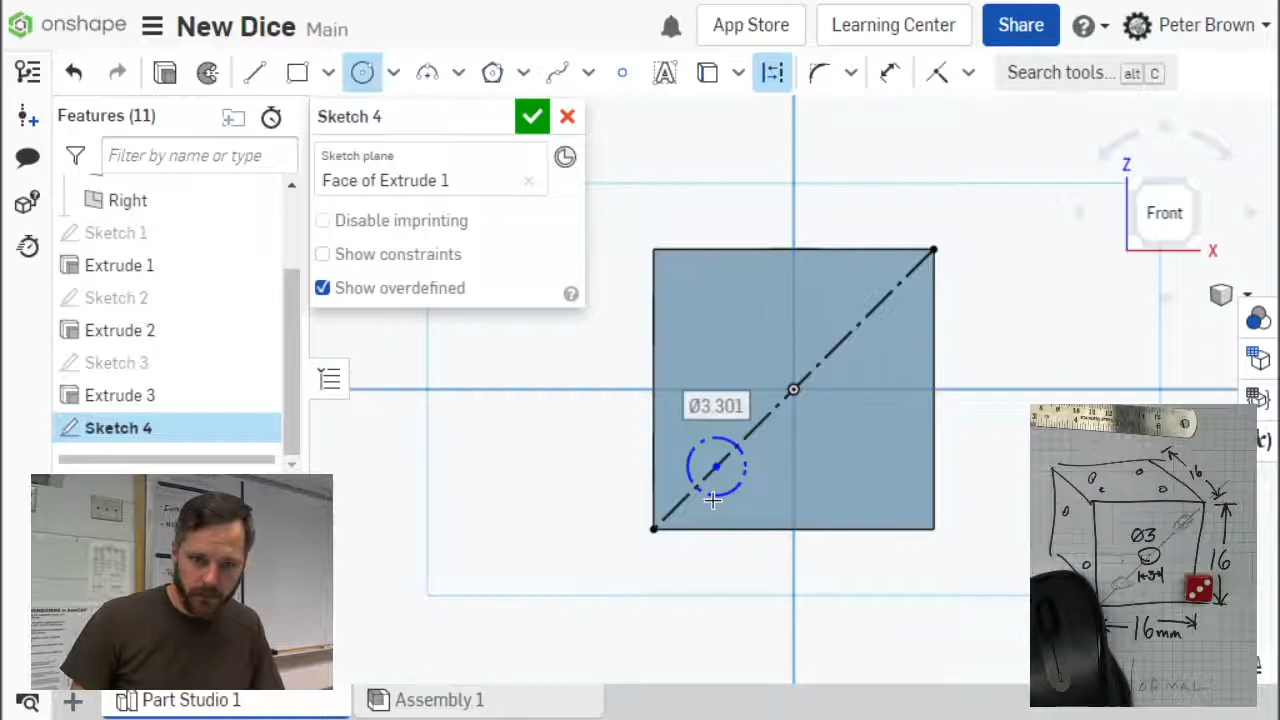 onshape New Dice Main App Store Learning Center Share Peter Brown
Search tools... alt C
Features (11)
Filter by name or type
Right
Sketch 1
Extrude 1
Sketch 2
Extrude 2
Sketch 3
Extrude 3
Sketch 4
Sketch 4
Sketch plane
Face of Extrude 1
Disable imprinting
Show constraints
Show overdefined
Ø3.301
Z
Front
X
16
Ø3
16
16mm
Part Studio 1
Assembly 1